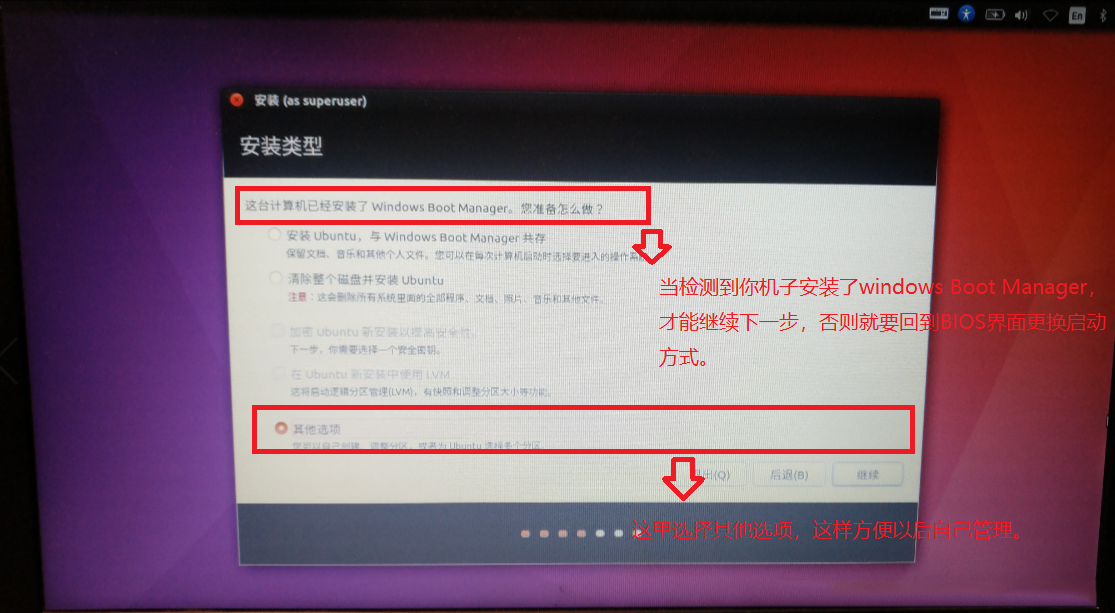 En
安装 (as superuser)
安装类型
这台计算机已经安装了 Windows Boot Manager。您准备怎么做？
安装 Ubuntu，与 Windows Boot Manager 共存
保留文档、音乐和其他个人文件。您可以在每次计算机启动时选择要进入的操作系
清除整个磁盘并安装 Ubuntu
注意：这会删除所有系统里面的全部程序、文档、照片、音乐和其他文件。
当检测到你机子安装了windows Boot Manager，
才能继续下一步，否则就要回到BIOS界面更换启动
方式。
加密 Ubuntu 新安装以提高安全性。
下一步，你需要选择一个安全密钥。
在 Ubuntu 新安装中使用 LVM
这将启动逻辑分区管理(LVM)，有快照和调整分区大小等功能。
其他选项
您可以自己创建、调整分区，或者为 Ubuntu 选择多个分区。
出(Q)
后退(B)
继续
这里选择其他选项，这样方便以后自己管理。